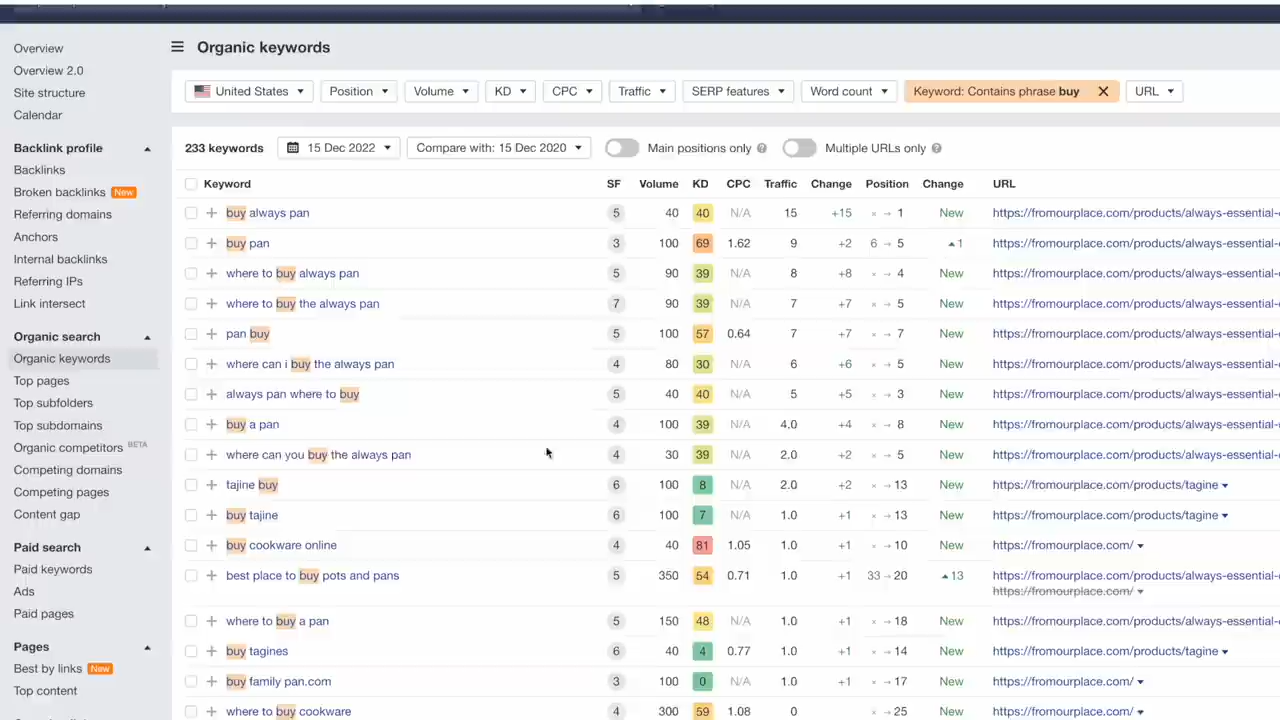 Overview
Overview 2.0
Site structure
Calendar
Backlink profile
Backlinks
Broken backlinks New
Referring domains
Anchors
Internal backlinks
Referring IPs
Link intersect
Organic search
Organic keywords
Top pages
Top subfolders
Top subdomains
Organic competitors BETA
Competing domains
Competing pages
Content gap
Paid search
Paid keywords
Ads
Paid pages
Pages
Best by links New
Top content
Organic keywords
United States Position Volume KD CPC Traffic SERP features Word count Keyword: Contains phrase buy URL
233 keywords 15 Dec 2022 Compare with: 15 Dec 2020 Main positions only Multiple URLs only
Keyword SF Volume KD CPC Traffic Change Position Change URL
buy always pan 5 40 40 N/A 15 +15 × → 1 New https://fromourplace.com/products/always-essential-
buy pan 3 100 69 1.62 9 +2 6 → 5 1 https://fromourplace.com/products/always-essential-
where to buy always pan 5 90 39 N/A 8 +8 × → 4 New https://fromourplace.com/products/always-essential-
where to buy the always pan 7 90 39 N/A 7 +7 × → 5 New https://fromourplace.com/products/always-essential-
pan buy 5 100 57 0.64 7 +7 × → 7 New https://fromourplace.com/products/always-essential-
where can i buy the always pan 4 80 30 N/A 6 +6 × → 5 New https://fromourplace.com/products/always-essential-
always pan where to buy 5 40 40 N/A 5 +5 × → 3 New https://fromourplace.com/products/always-essential-
buy a pan 4 100 39 N/A 4.0 +4 × → 8 New https://fromourplace.com/products/always-essential-
where can you buy the always pan 4 30 39 N/A 2.0 +2 × → 5 New https://fromourplace.com/products/always-essential-
tajine buy 6 100 8 N/A 2.0 +2 × → 13 New https://fromourplace.com/products/tagine
buy tajine 6 100 7 N/A 1.0 +1 × → 13 New https://fromourplace.com/products/tagine
buy cookware online 4 40 81 1.05 1.0 +1 × → 10 New https://fromourplace.com/
best place to buy pots and pans 5 350 54 0.71 1.0 +1 33 → 20 13 https://fromourplace.com/products/always-essential-
https://fromourplace.com/
where to buy a pan 5 150 48 N/A 1.0 +1 × → 18 New https://fromourplace.com/products/always-essential-
buy tagines 6 40 4 0.77 1.0 +1 × → 14 New https://fromourplace.com/products/tagine
buy family pan.com 3 100 0 N/A 1.0 +1 × → 17 New https://fromourplace.com/
where to buy cookware 4 300 59 1.08 0 × → 25 New https://fromourplace.com/